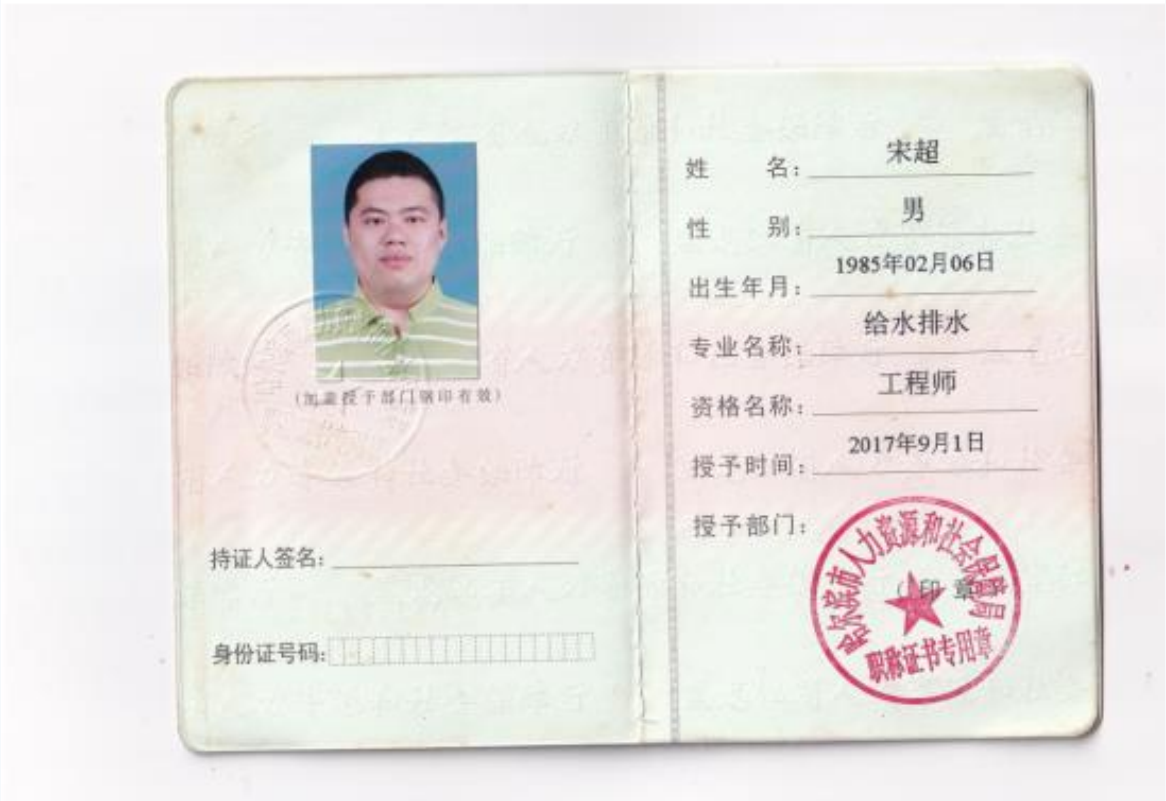 (加盖授予部门钢印有效)
持证人签名：
身份证号码：
姓名：宋超
性别：男
出生年月：1985年02月06日
专业名称：给水排水
资格名称：工程师
授予时间：2017年9月1日
授予部门：
哈尔滨市人力资源和社会保障局
（印章）
职称证书专用章